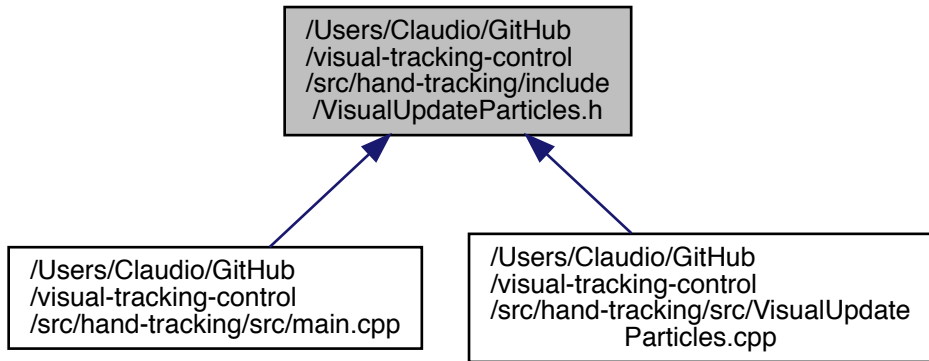 /Users/Claudio/GitHub
/visual-tracking-control
/src/hand-tracking/include
/VisualUpdateParticles.h
/Users/Claudio/GitHub
/visual-tracking-control
/src/hand-tracking/src/main.cpp
/Users/Claudio/GitHub
/visual-tracking-control
/src/hand-tracking/src/VisualUpdate
Particles.cpp